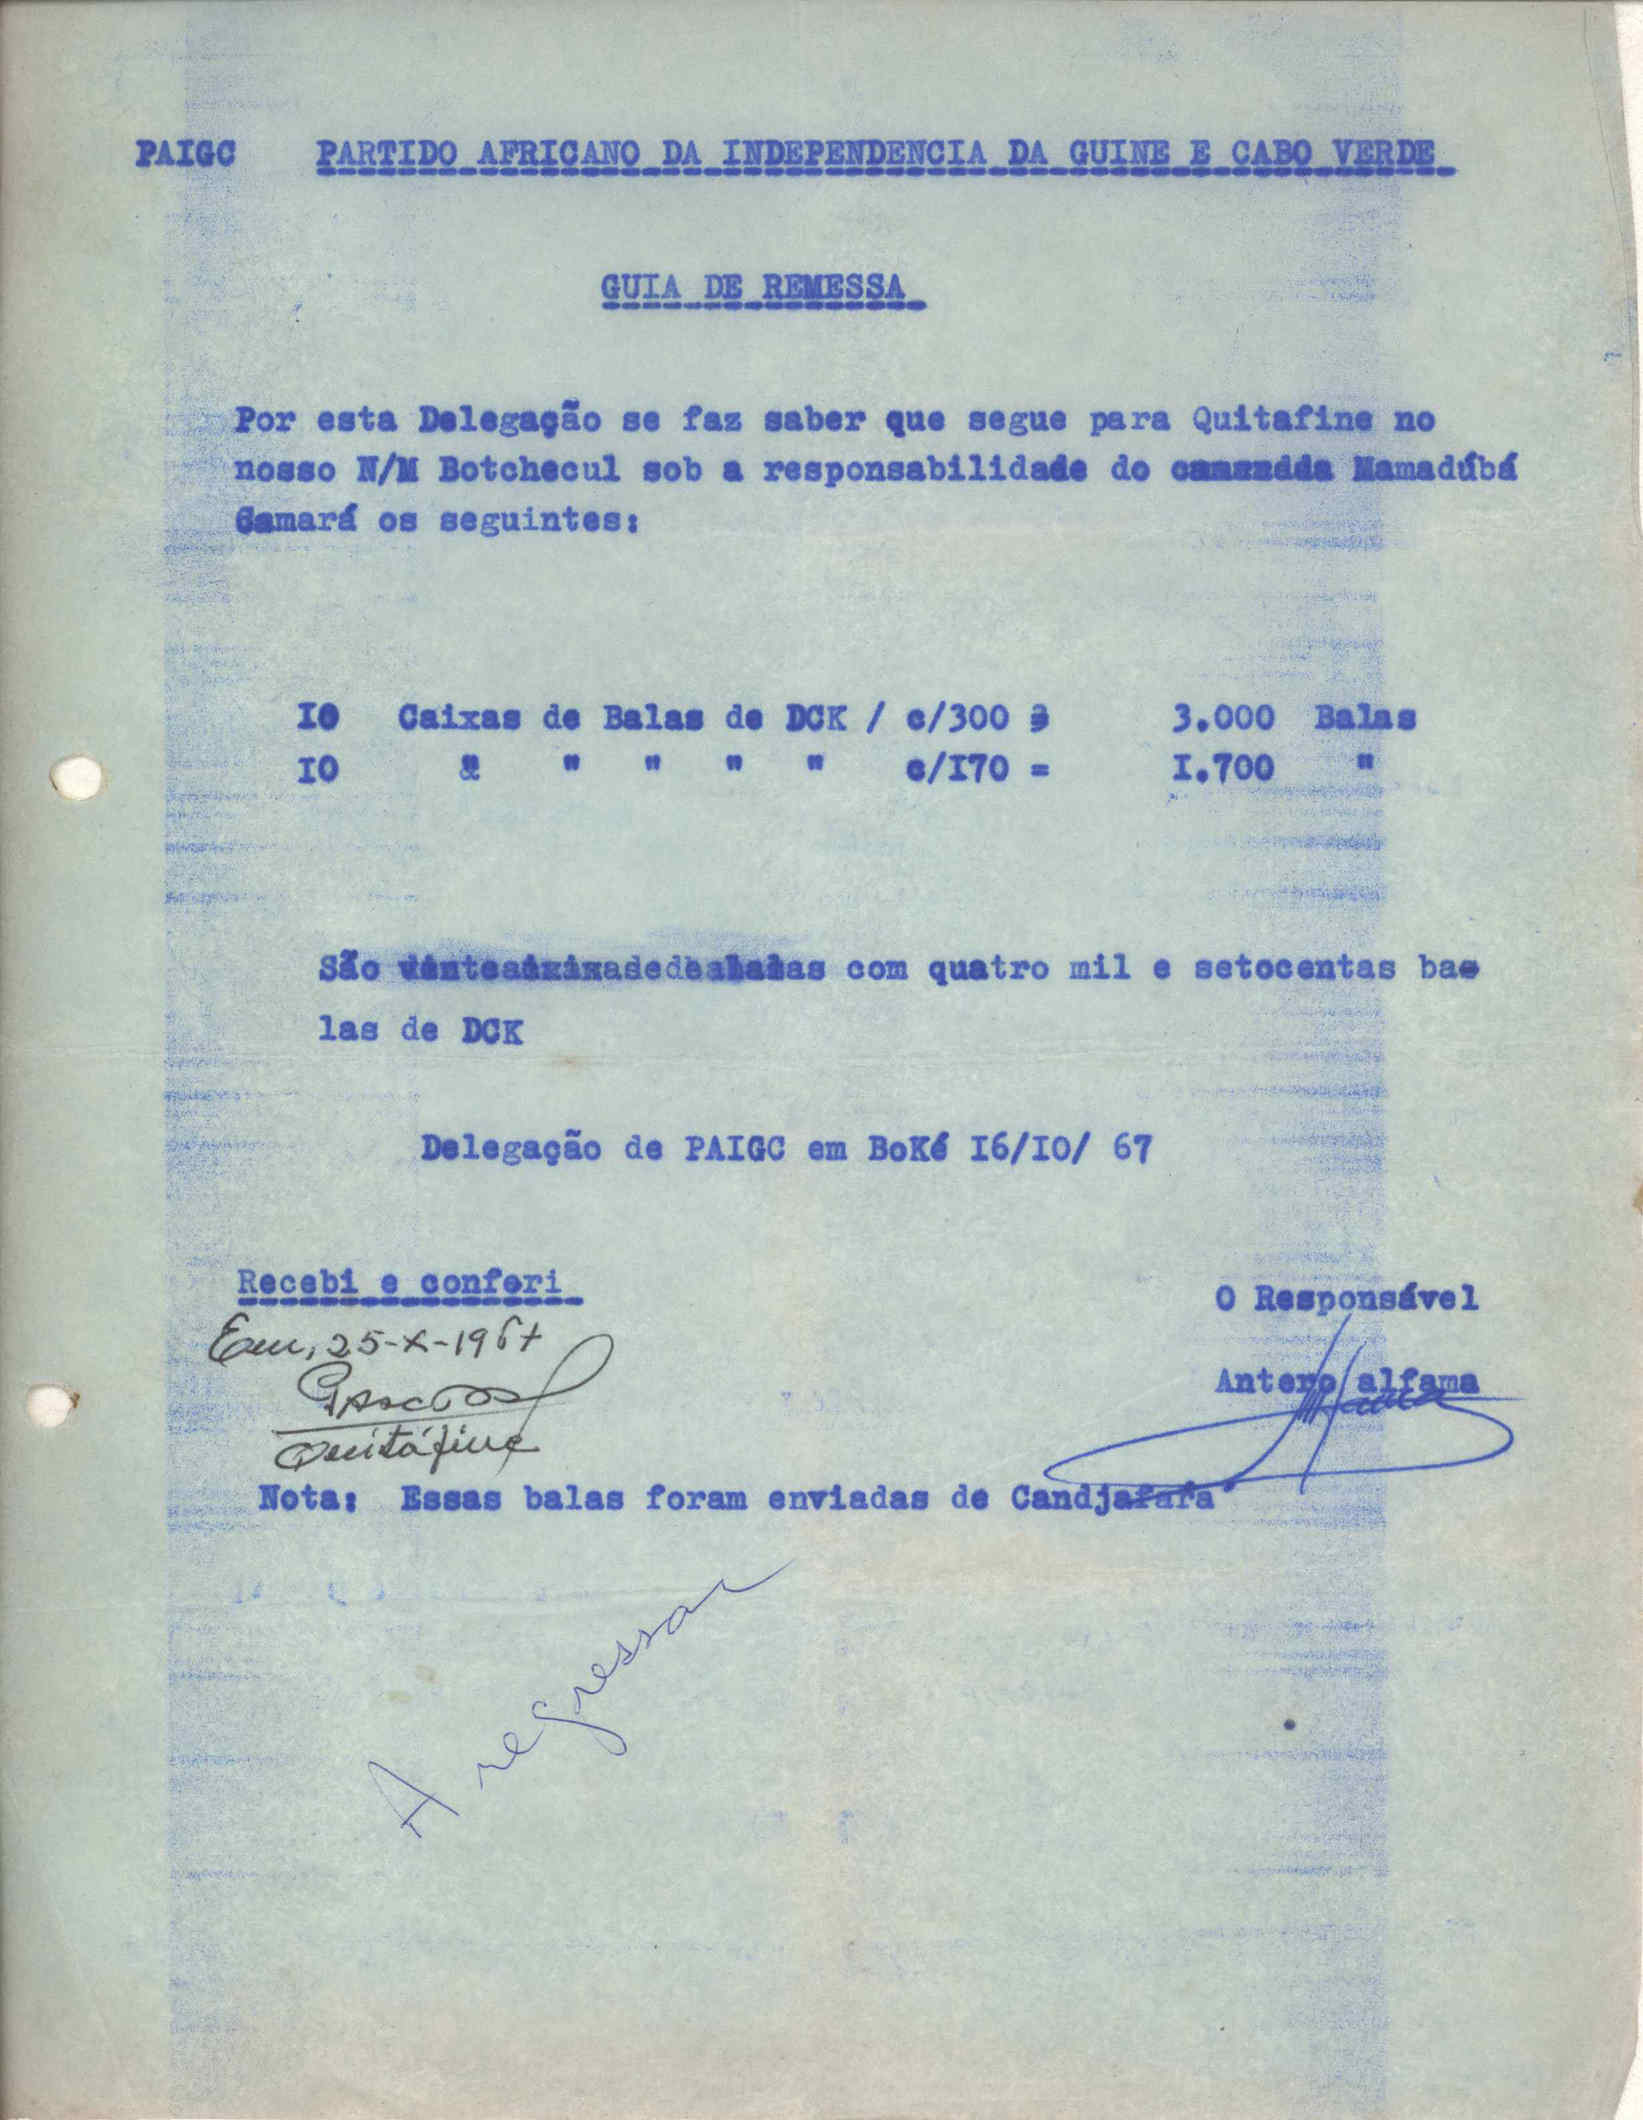 PAIGC PARTIDO AFRICANO DA INDEPENDENCIA DA GUINE E CABO VERDE
GUIA DE REMESSA
Por esta Delegação se faz saber que segue para Quitafine no
nosso N/M Botchecul sob a responsabilidade do Mamadúbá
Camará os seguintes:
I0 Caixas de Balas de DCK / c/300 = 3.000 Balas
I0 " " " " " c/I70 = I.700 "
São com quatro mil e setocentas ba-
las de DCK
Delegação de PAIGC em BoKé I6/I0/ 67
Recebi e conferi
O Responsável
Em, 25-X-1967
Antero alfama
Quitáfine
Nota: Essas balas foram enviadas de Candjafafa
A regressar